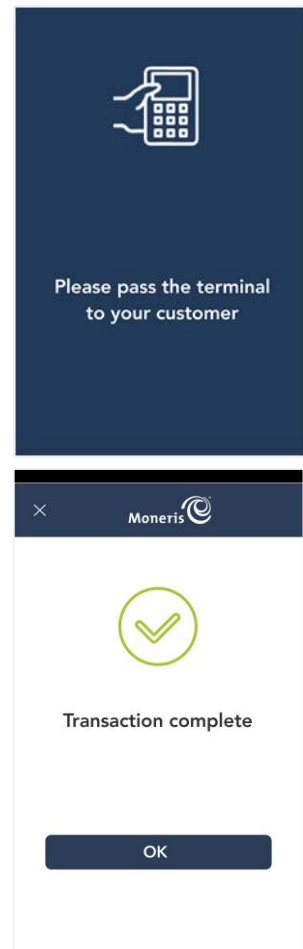 Please pass the terminal
to your customer
Moneris
Transaction complete
OK